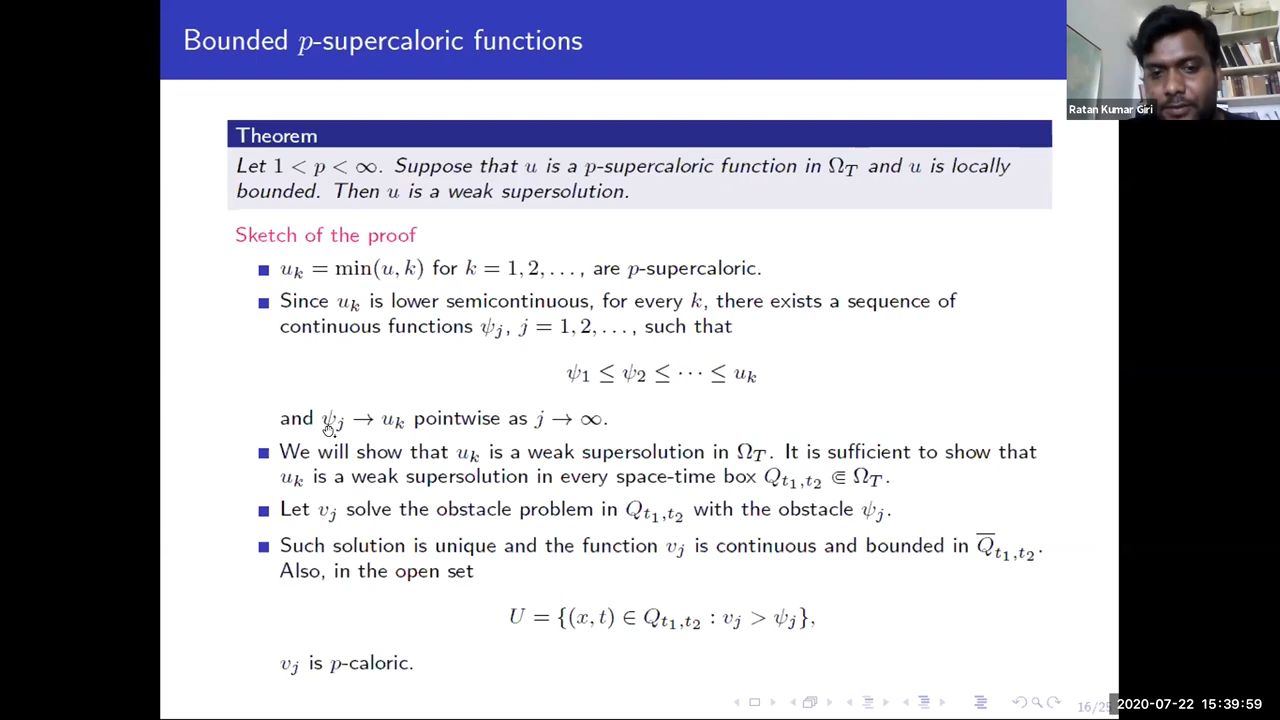 Bounded p-supercaloric functions
Ratan Kumar Giri
Theorem
Let 1 < p < ∞. Suppose that u is a p-supercaloric function in Ω_T and u is locally
bounded. Then u is a weak supersolution.
Sketch of the proof
u_k = min(u, k) for k = 1, 2, . . . , are p-supercaloric.
Since u_k is lower semicontinuous, for every k, there exists a sequence of
continuous functions ψ_j, j = 1, 2, . . . , such that
ψ_1 ≤ ψ_2 ≤ · · · ≤ u_k
and ψ_j → u_k pointwise as j → ∞.
We will show that u_k is a weak supersolution in Ω_T. It is sufficient to show that
u_k is a weak supersolution in every space-time box Q_{t_1,t_2} ⋐ Ω_T.
Let v_j solve the obstacle problem in Q_{t_1,t_2} with the obstacle ψ_j.
Such solution is unique and the function v_j is continuous and bounded in Q̅_{t_1,t_2}.
Also, in the open set
U = {(x, t) ∈ Q_{t_1,t_2} : v_j > ψ_j},
v_j is p-caloric.
2020-07-22 15:39:59